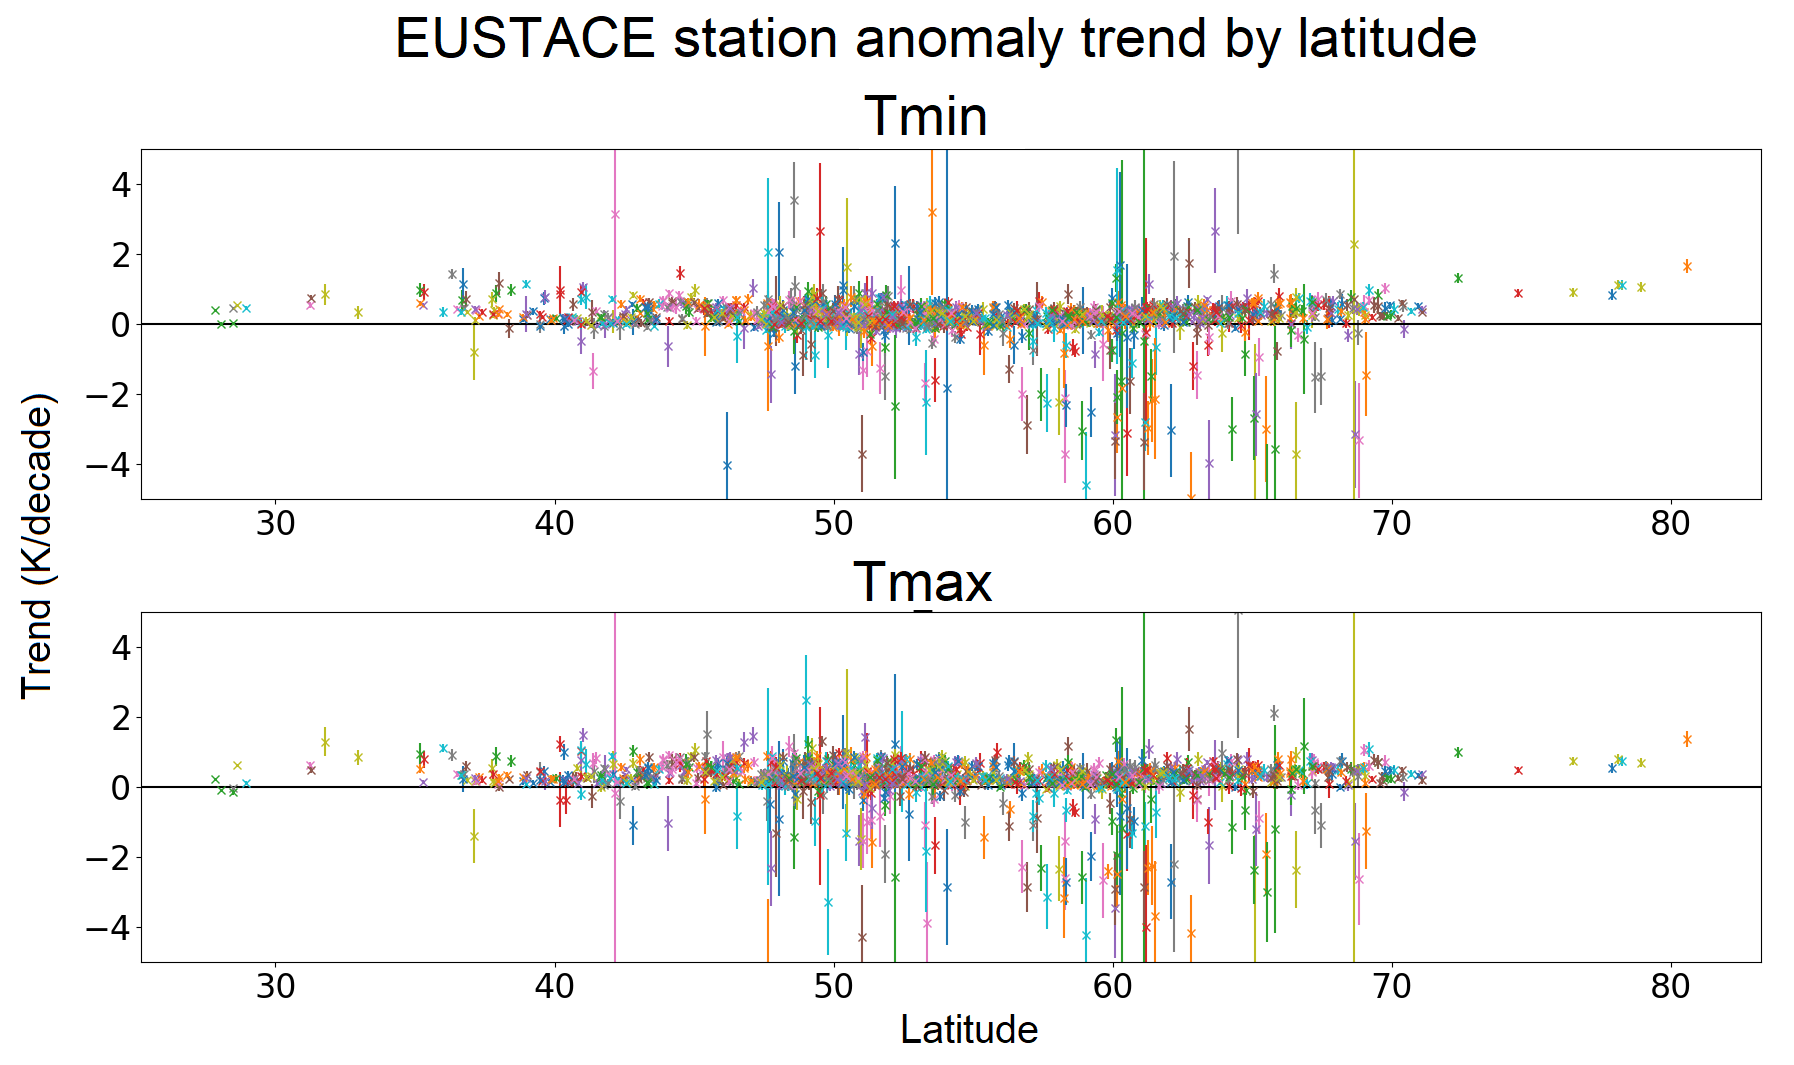 EUSTACE station anomaly trend by latitude
Tmin
4
2
0
−2
−4
30 40 50 60 70 80
Trend (K/decade)
Tmax
4
2
0
−2
−4
30 40 50 60 70 80
Latitude